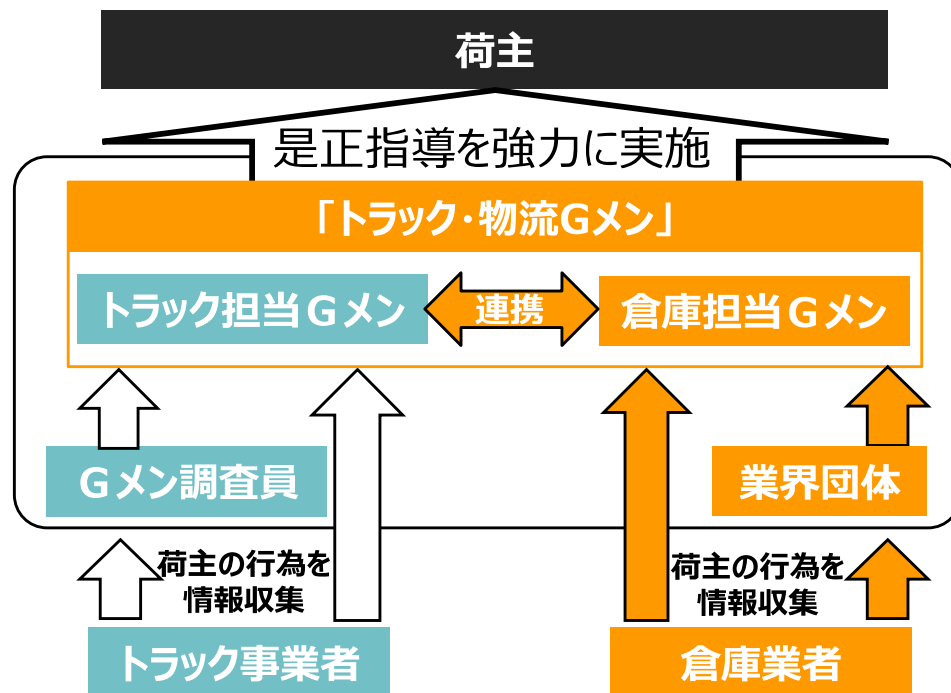 荷主
是正指導を強力に実施
「トラック・物流Gメン」
トラック担当Gメン
連携
倉庫担当Gメン
Gメン調査員
業界団体
荷主の行為を
情報収集
荷主の行為を
情報収集
トラック事業者
倉庫業者